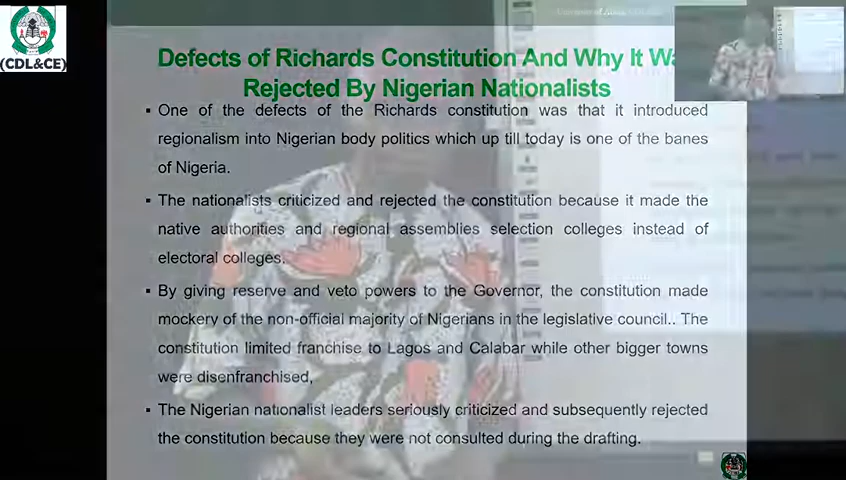 (CDL&CE)
Defects of Richards Constitution And Why It Wa
Rejected By Nigerian Nationalists
▪ One of the defects of the Richards constitution was that it introduced
regionalism into Nigerian body politics which up till today is one of the banes
of Nigeria.
▪ The nationalists criticized and rejected the constitution because it made the
native authorities and regional assemblies selection colleges instead of
electoral colleges.
▪ By giving reserve and veto powers to the Governor, the constitution made
mockery of the non-official majority of Nigerians in the legislative council.. The
constitution limited franchise to Lagos and Calabar while other bigger towns
were disenfranchised,
▪ The Nigerian nationalist leaders seriously criticized and subsequently rejected
the constitution because they were not consulted during the drafting.